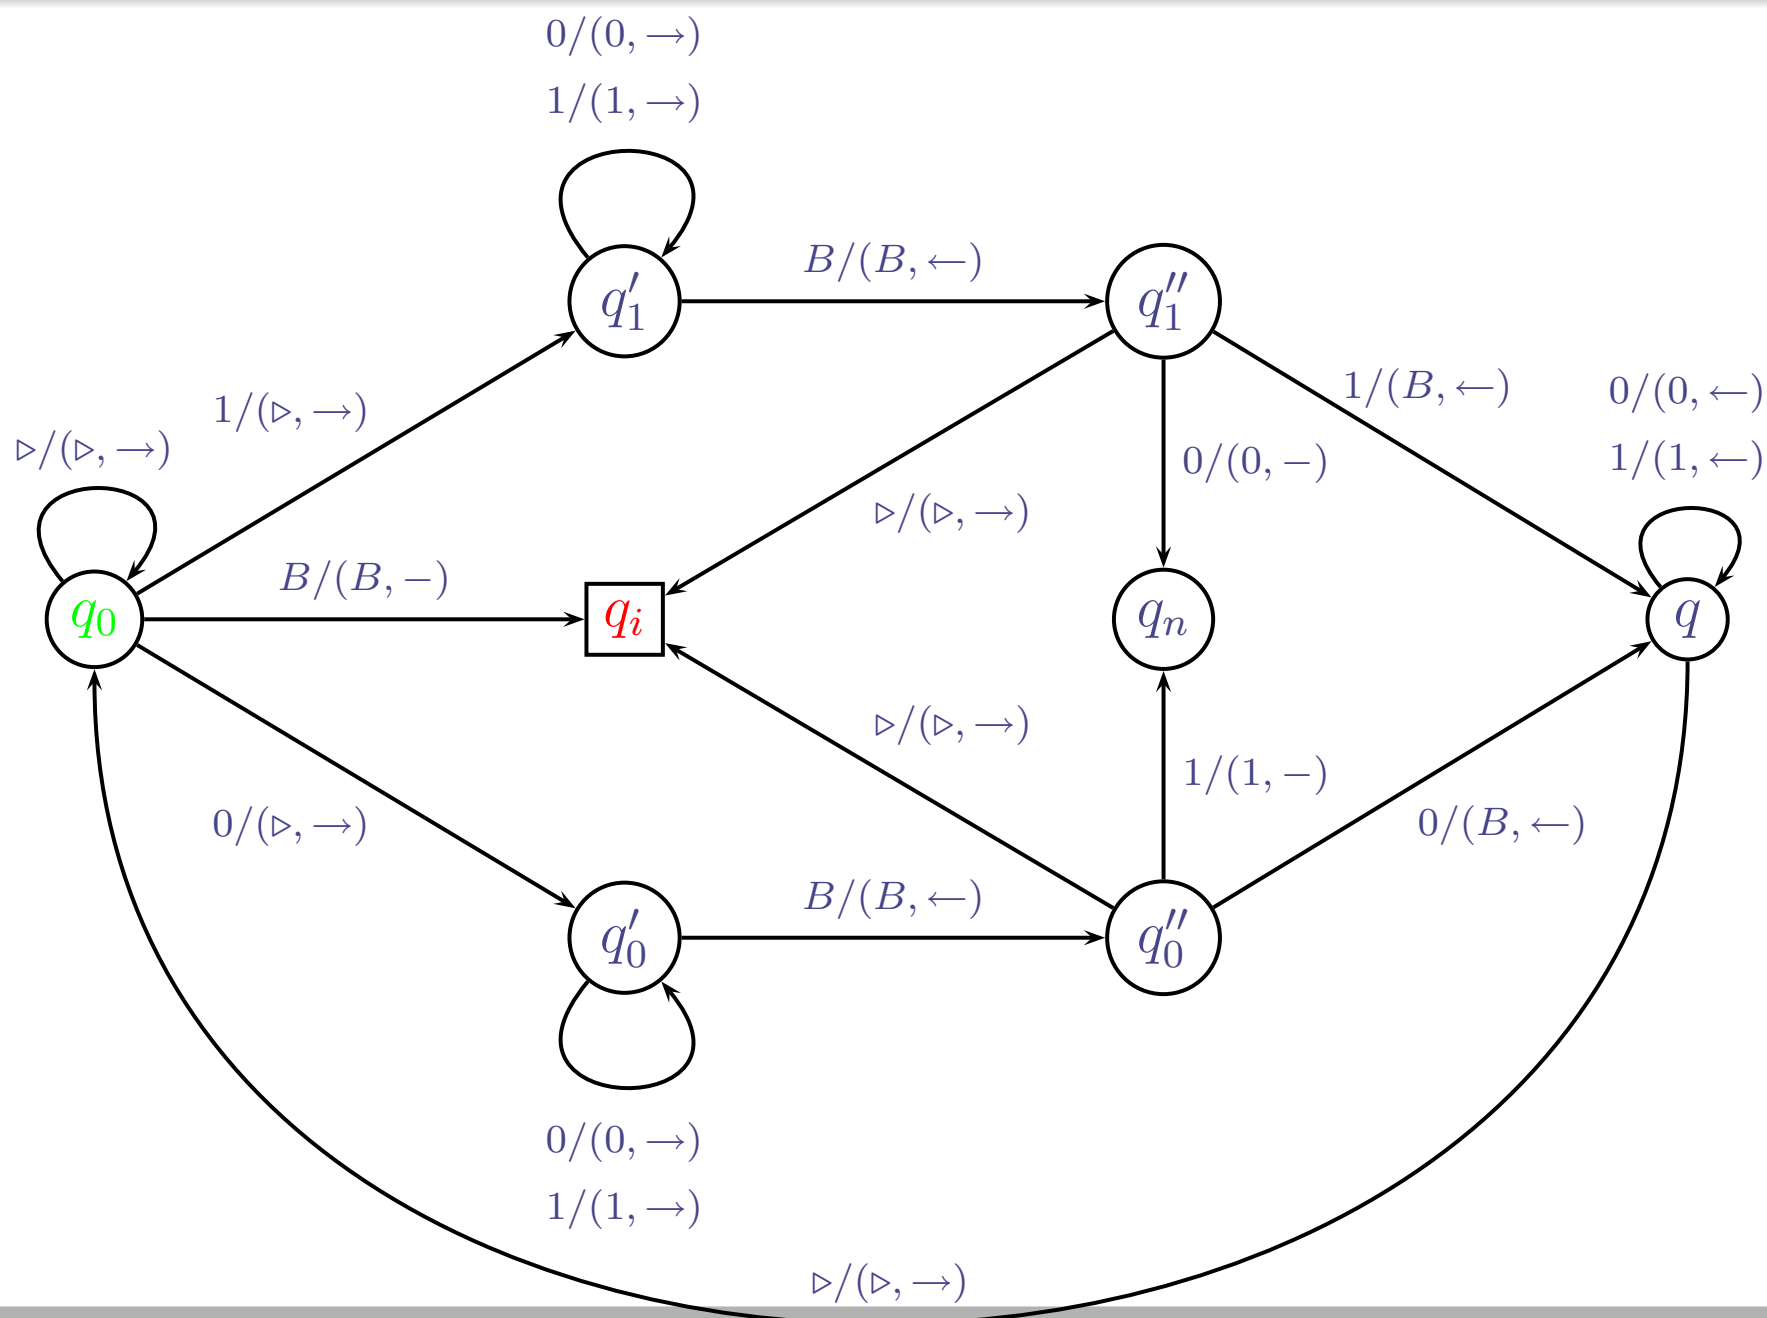 0/(0, →)
1/(1, →)
q′₁
B/(B, ←)
q″₁
1/(▷, →)
▷/(▷, →)
1/(B, ←)
0/(0, ←)
1/(1, ←)
0/(0, −)
▷/(▷, →)
q₀
B/(B, −)
qᵢ
qₙ
q
▷/(▷, →)
1/(1, −)
0/(▷, →)
0/(B, ←)
q′₀
B/(B, ←)
q″₀
0/(0, →)
1/(1, →)
▷/(▷, →)